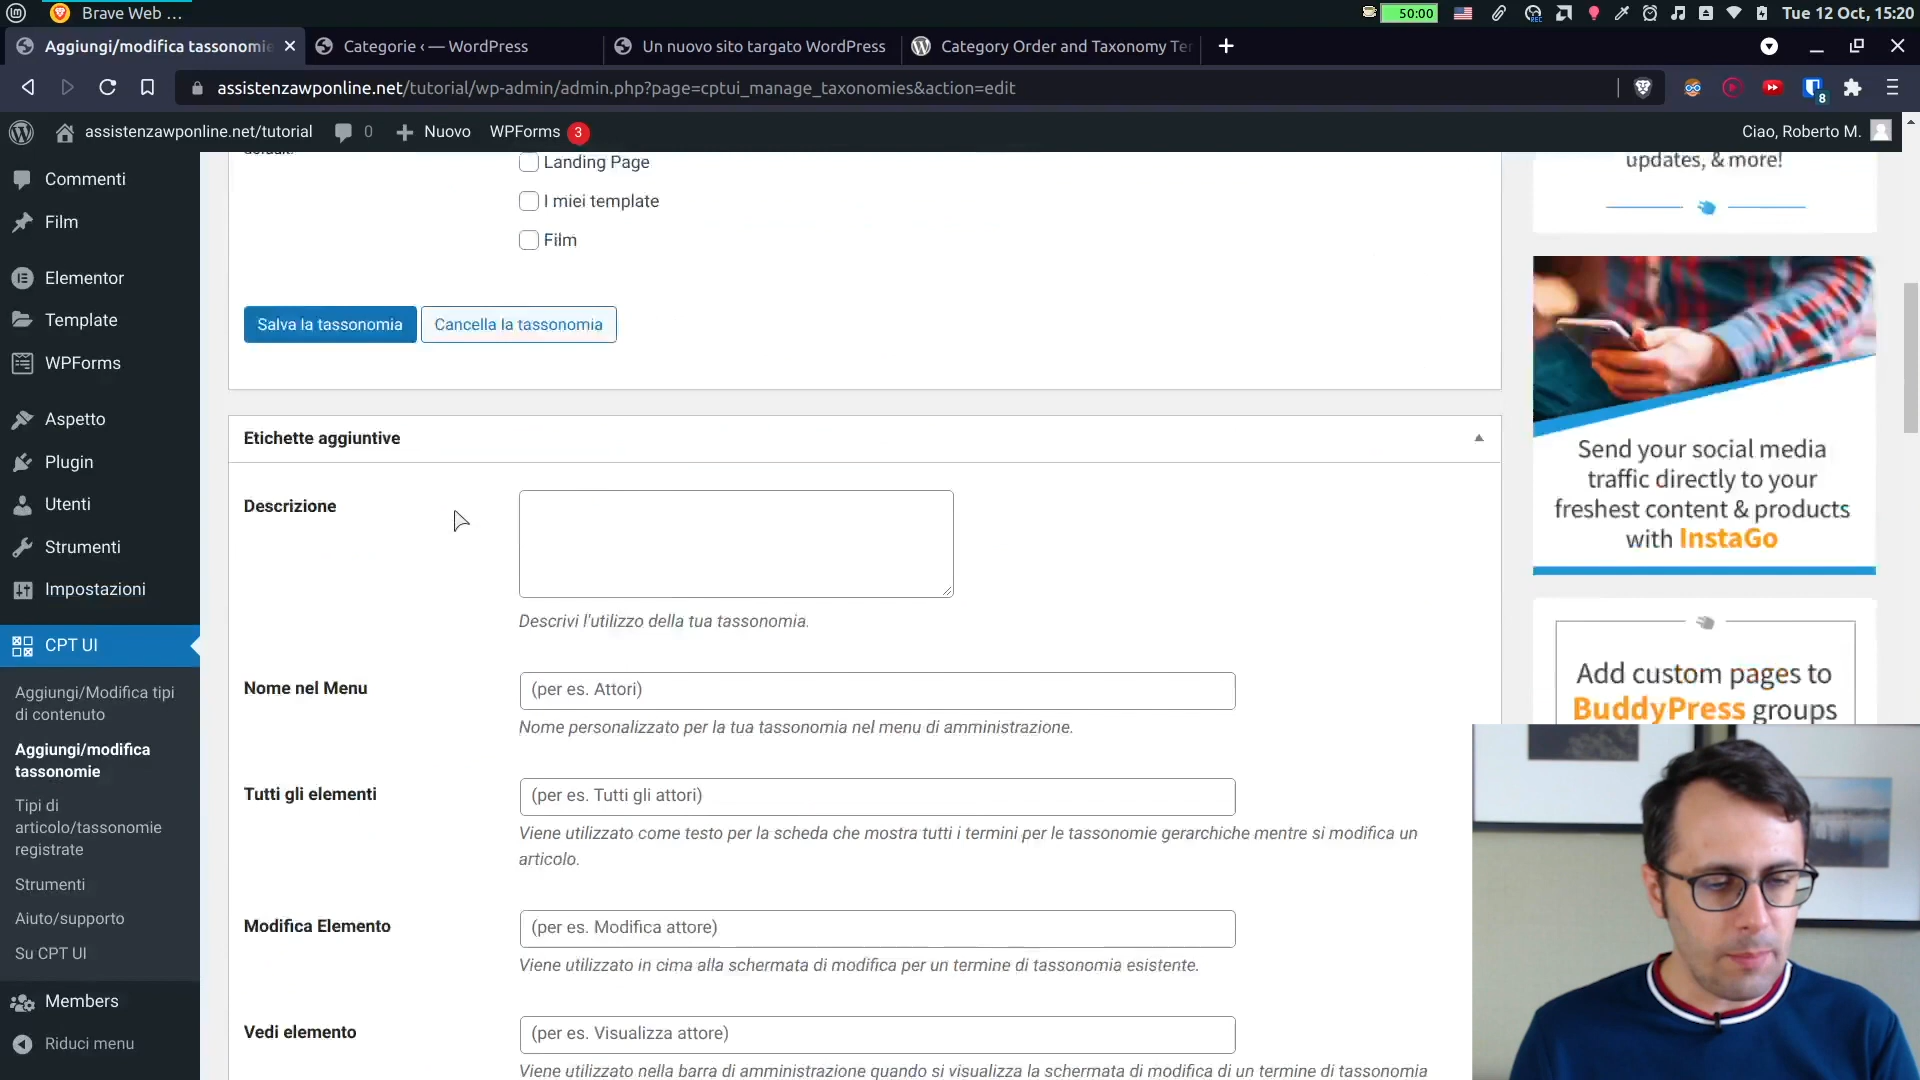 Brave Web ...
50:00
REC
Tue 12 Oct, 15:20
Aggiungi/modifica tassonomie
Categorie ‹ — WordPress
Un nuovo sito targato WordPress
Category Order and Taxonomy Ter
assistenzawponline.net/tutorial/wp-admin/admin.php?page=cptui_manage_taxonomies&action=edit
8
assistenzawponline.net/tutorial
0
Nuovo
WPForms 3
Ciao, Roberto M.
Commenti
Film
Elementor
Template
WPForms
Aspetto
Plugin
Utenti
Strumenti
Impostazioni
CPT UI
Aggiungi/Modifica tipi
di contenuto
Aggiungi/modifica
tassonomie
Tipi di
articolo/tassonomie
registrate
Strumenti
Aiuto/supporto
Su CPT UI
Members
Riduci menu
default.
Landing Page
I miei template
Film
Salva la tassonomia
Cancella la tassonomia
Etichette aggiuntive
Descrizione
Descrivi l'utilizzo della tua tassonomia.
Nome nel Menu
(per es. Attori)
Nome personalizzato per la tua tassonomia nel menu di amministrazione.
Tutti gli elementi
(per es. Tutti gli attori)
Viene utilizzato come testo per la scheda che mostra tutti i termini per le tassonomie gerarchiche mentre si modifica un
articolo.
Modifica Elemento
(per es. Modifica attore)
Viene utilizzato in cima alla schermata di modifica per un termine di tassonomia esistente.
Vedi elemento
(per es. Visualizza attore)
Viene utilizzato nella barra di amministrazione quando si visualizza la schermata di modifica di un termine di tassonomia
updates, & more!
Send your social media
traffic directly to your
freshest content & products
with InstaGo
Add custom pages to
BuddyPress groups